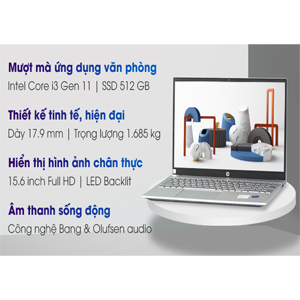 Mượt mà ứng dụng văn phòng
Intel Core i3 Gen 11 | SSD 512 GB
Thiết kế tinh tế, hiện đại
Dày 17.9 mm | Trọng lượng 1.685 kg
Hiển thị hình ảnh chân thực
15.6 inch Full HD | LED Backlit
Âm thanh sống động
Công nghệ Bang & Olufsen audio